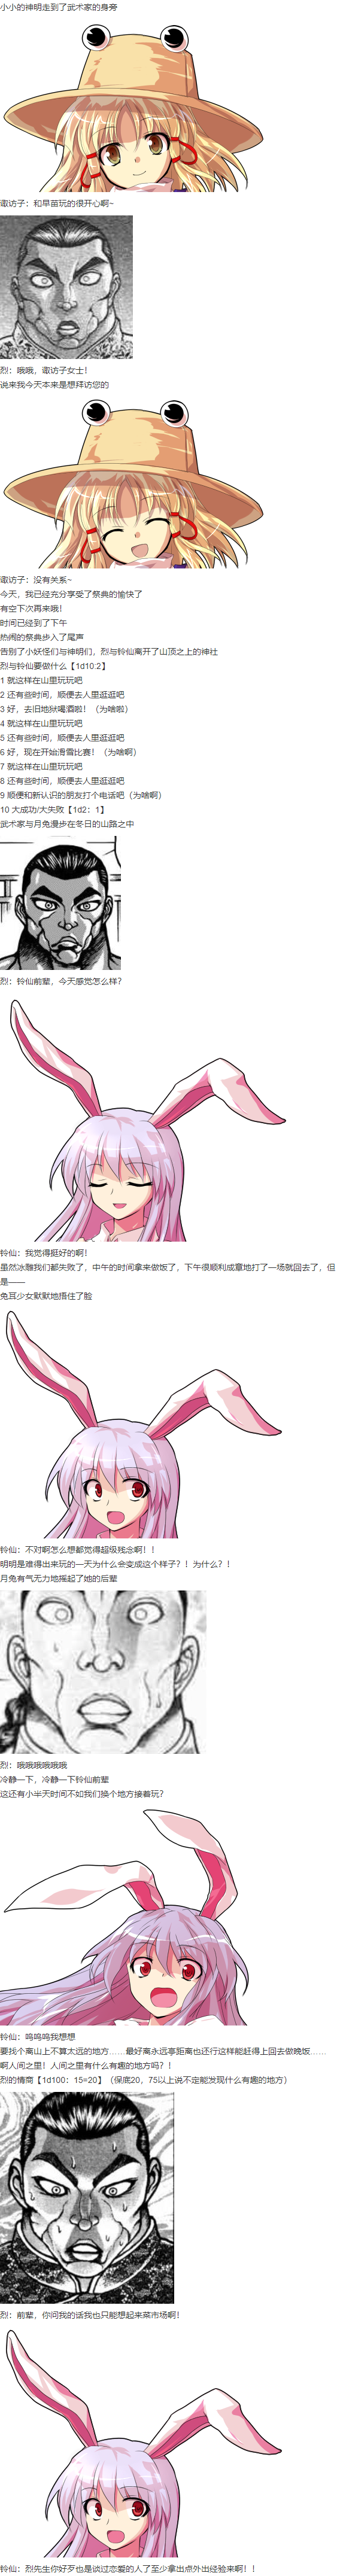 小小的神明走到了武术家的身旁
诹访子：和早苗玩的很开心啊~
烈：哦哦，诹访子女士！
说来我今天本来是想拜访您的
诹访子：没有关系~
今天，我已经充分享受了祭典的愉快了
有空下次再来哦！
时间已经到了下午
热闹的祭典步入了尾声
告别了小妖怪们与神明们，烈与铃仙离开了山顶之上的神社
烈与铃仙要做什么【1d10:2】
1 就这样在山里玩玩吧
2 还有些时间，顺便去人里逛逛吧
3 好，去旧地狱喝酒啦！（为啥啦）
4 就这样在山里玩玩吧
5 还有些时间，顺便去人里逛逛吧
6 好，现在开始滑雪比赛！（为啥啊）
7 就这样在山里玩玩吧
8 还有些时间，顺便去人里逛逛吧
9 顺便和新认识的朋友打个电话吧（为啥啊）
10 大成功/大失败【1d2：1】
武术家与月兔漫步在冬日的山路之中
烈：铃仙前辈，今天感觉怎么样？
铃仙：我觉得挺好的啊！
虽然冰雕我们都失败了，中午的时间拿来做饭了，下午很顺利成章地打了一场就回去了，但
是——
兔耳少女默默地捂住了脸
铃仙：不对啊怎么想都觉得超级残念啊！！
明明是难得出来玩的一天为什么会变成这个样子？！为什么？！
月兔有气无力地摇起了她的后辈
烈：哦哦哦哦哦哦
冷静一下，冷静一下铃仙前辈
这还有小半天时间不如我们换个地方接着玩？
铃仙：呜呜呜我想想
要找个离山上不算太远的地方……最好离永远亭距离也还行这样能赶得上回去做晚饭……
啊人间之里！人间之里有什么有趣的地方吗？！
烈的情商【1d100：15=20】（保底20，75以上说不定能发现什么有趣的地方）
烈：前辈，你问我的话我也只能想起来菜市场啊！
铃仙：烈先生你好歹也是谈过恋爱的人了至少拿出点外出经验来啊！！